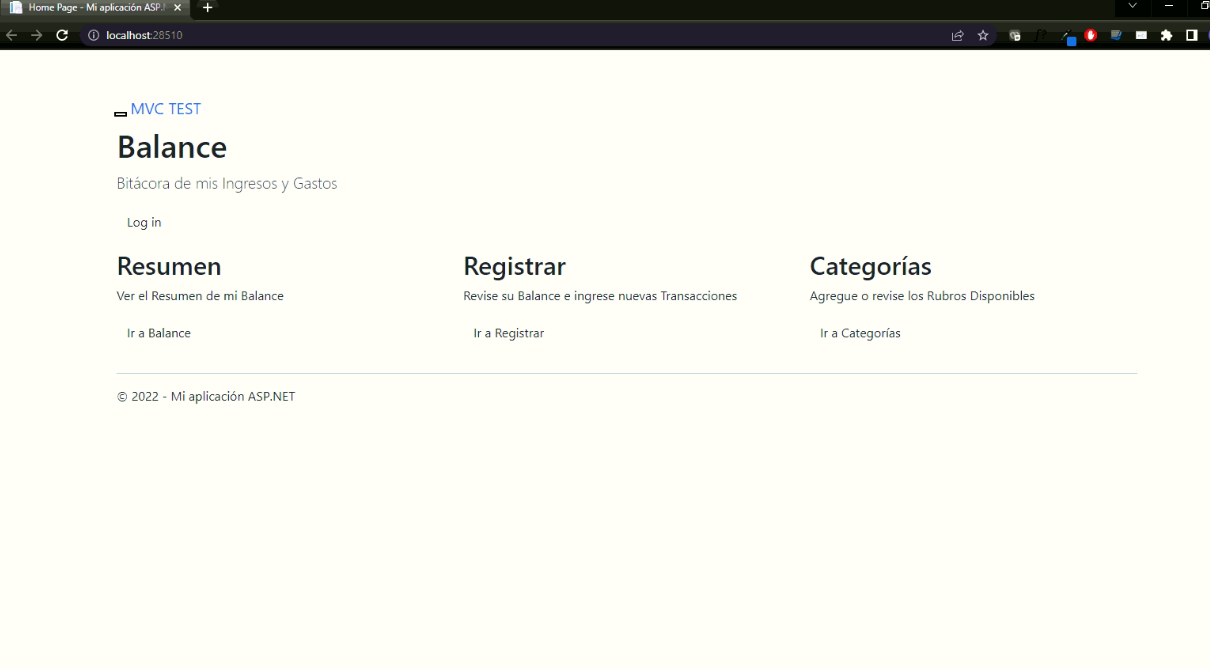 Home Page - Mi aplicación ASP.
localhost:28510
MVC TEST
Balance
Bitácora de mis Ingresos y Gastos
Log in
Resumen
Registrar
Categorías
Ver el Resumen de mi Balance
Revise su Balance e ingrese nuevas Transacciones
Agregue o revise los Rubros Disponibles
Ir a Balance
Ir a Registrar
Ir a Categorías
© 2022 - Mi aplicación ASP.NET